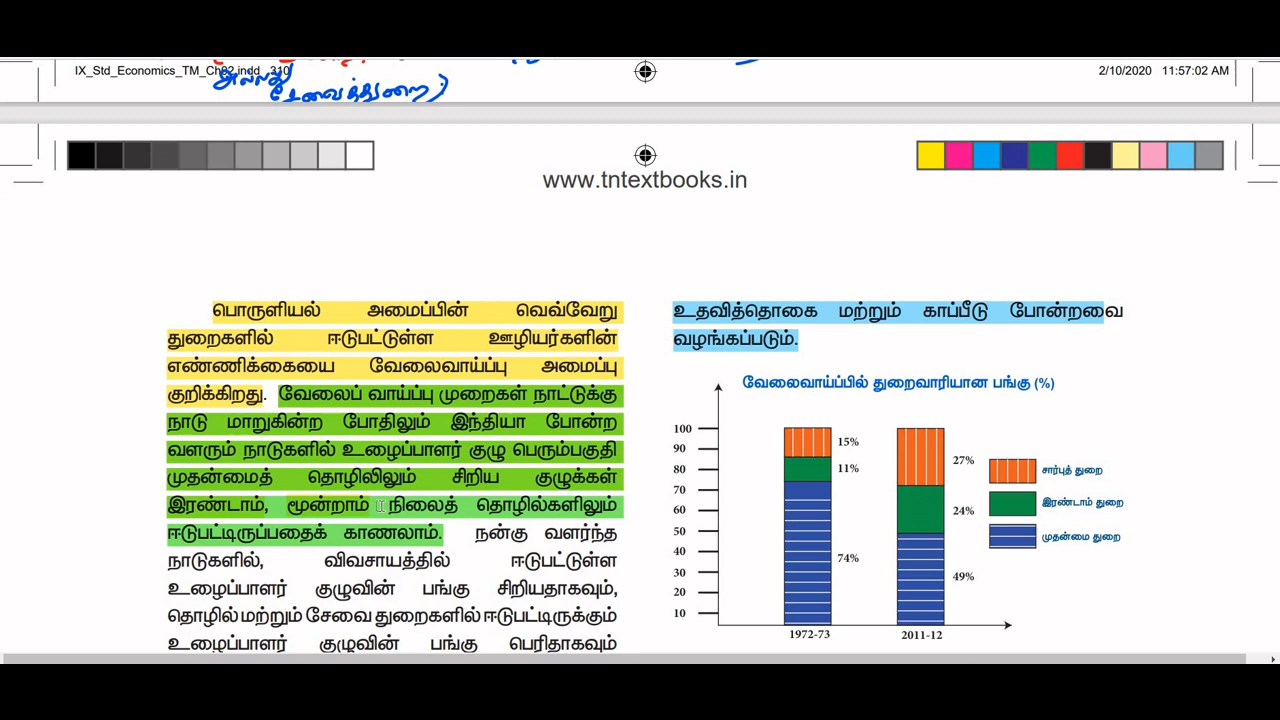 IX_Std_Economics_TM_Ch02.indd 310
2/10/2020 11:57:02 AM
அல்லது
சேவைத்துறை)
www.tntextbooks.in
பொருளியல் அமைப்பின் வெவ்வேறு
துறைகளில் ஈடுபட்டுள்ள ஊழியர்களின்
எண்ணிக்கையை வேலைவாய்ப்பு அமைப்பு
குறிக்கிறது. வேலைப் வாய்ப்பு முறைகள் நாட்டுக்கு
நாடு மாறுகின்ற போதிலும் இந்தியா போன்ற
வளரும் நாடுகளில் உழைப்பாளர் குழு பெரும்பகுதி
முதன்மைத் தொழிலிலும் சிறிய குழுக்கள்
இரண்டாம், மூன்றாம் நிலைத் தொழில்களிலும்
ஈடுபட்டிருப்பதைக் காணலாம். நன்கு வளர்ந்த
நாடுகளில், விவசாயத்தில் ஈடுபட்டுள்ள
உழைப்பாளர் குழுவின் பங்கு சிறியதாகவும்,
தொழில் மற்றும் சேவை துறைகளில் ஈடுபட்டிருக்கும்
உழைப்பாளர் குழுவின் பங்கு பெரிதாகவும்
உதவித்தொகை மற்றும் காப்பீடு போன்றவை
வழங்கப்படும்.
வேலைவாய்ப்பில் துறைவாரியான பங்கு (%)
100
90
80
70
60
50
40
30
20
10
15%
11%
74%
27%
24%
49%
1972-73
2011-12
சார்புத் துறை
இரண்டாம் துறை
முதன்மை துறை